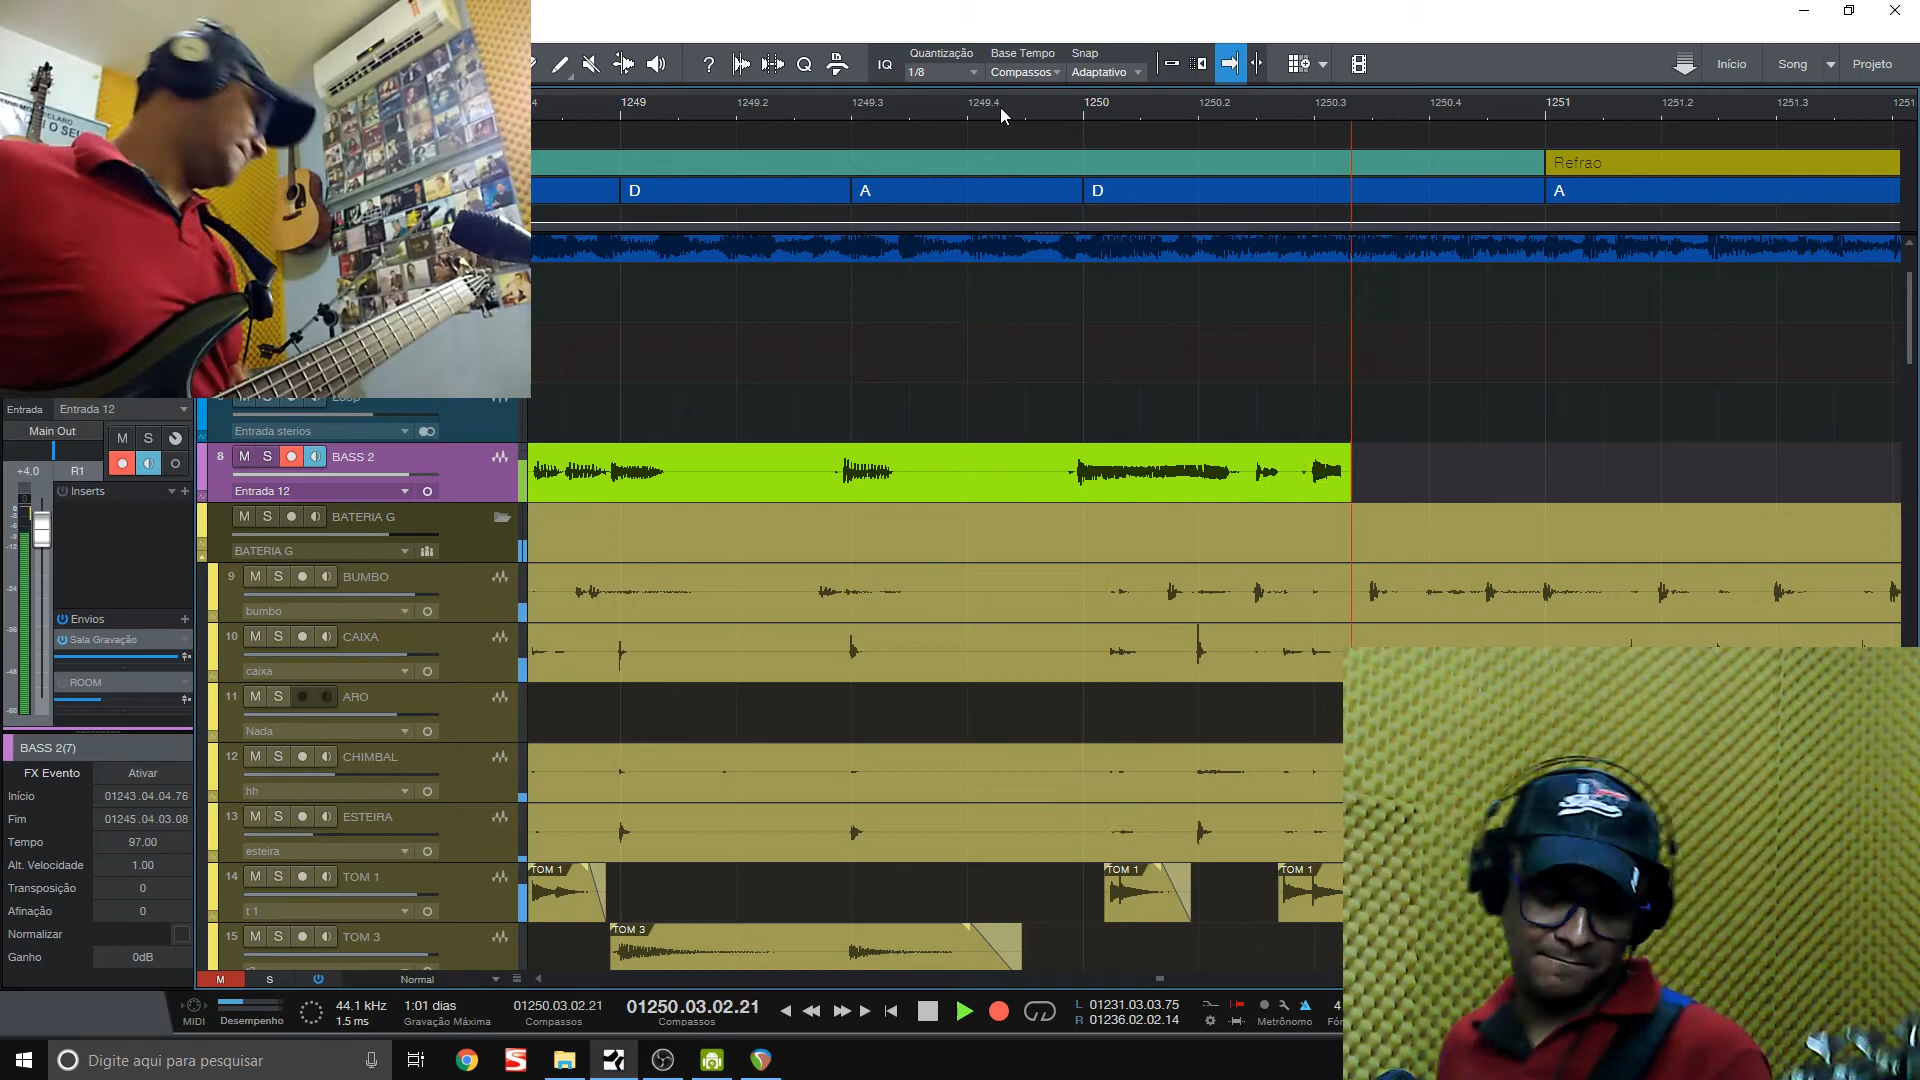 Quantização
Base Tempo
Snap
IQ
1/8
Compassos
Adaptativo
Início
Song
Projeto
1249
1249.2
1249.3
1249.4
1250
1250.2
1250.3
1250.4
1251
1251.2
1251.3
1251
Refrao
D
A
D
A
Entrada
Entrada 12
Main Out
M
S
+4.0
R1
Inserts
Envios
Sala Gravação
ROOM
Entrada sterios
8
M
S
BASS 2
Entrada 12
M
S
BATERIA G
BATERIA G
9
M
S
BUMBO
bumbo
10
M
S
CAIXA
caixa
11
M
S
ARO
Nada
12
M
S
CHIMBAL
hh
13
M
S
ESTEIRA
esteira
14
M
S
TOM 1
t 1
15
M
S
TOM 3
TOM 1
TOM 1
TOM 1
TOM 3
BASS 2(7)
FX Evento
Ativar
Início
01243.04.04.76
Fim
01245.04.03.08
Tempo
97.00
Alt. Velocidade
1.00
Transposição
0
Afinação
0
Normalizar
Ganho
0dB
M
S
Normal
MIDI
Desempenho
44.1 kHz
1.5 ms
1:01 dias
Gravação Máxima
01250.03.02.21
Compassos
01250.03.02.21
Compassos
L 01231.03.03.75
R 01236.02.02.14
Metrônomo
4
Digite aqui para pesquisar